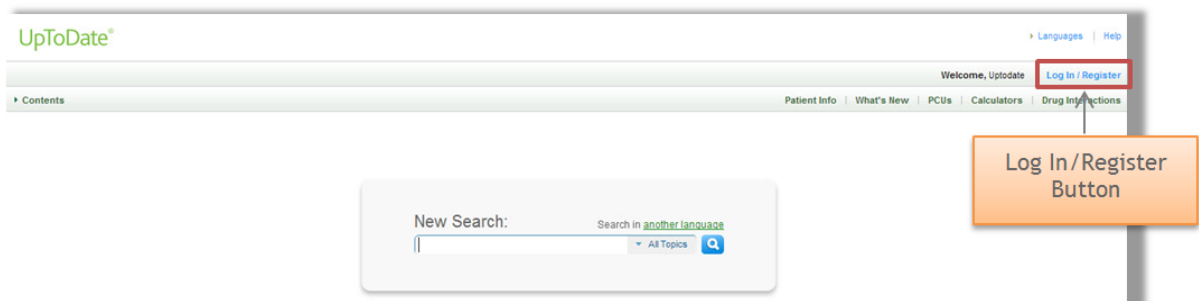 UpToDate®
Languages | Help
Welcome, Uptodate Log In / Register
Contents Patient Info | What's New | PCUs | Calculators | Drug Interactions
Log In/Register
Button
New Search: Search in another language
All Topics